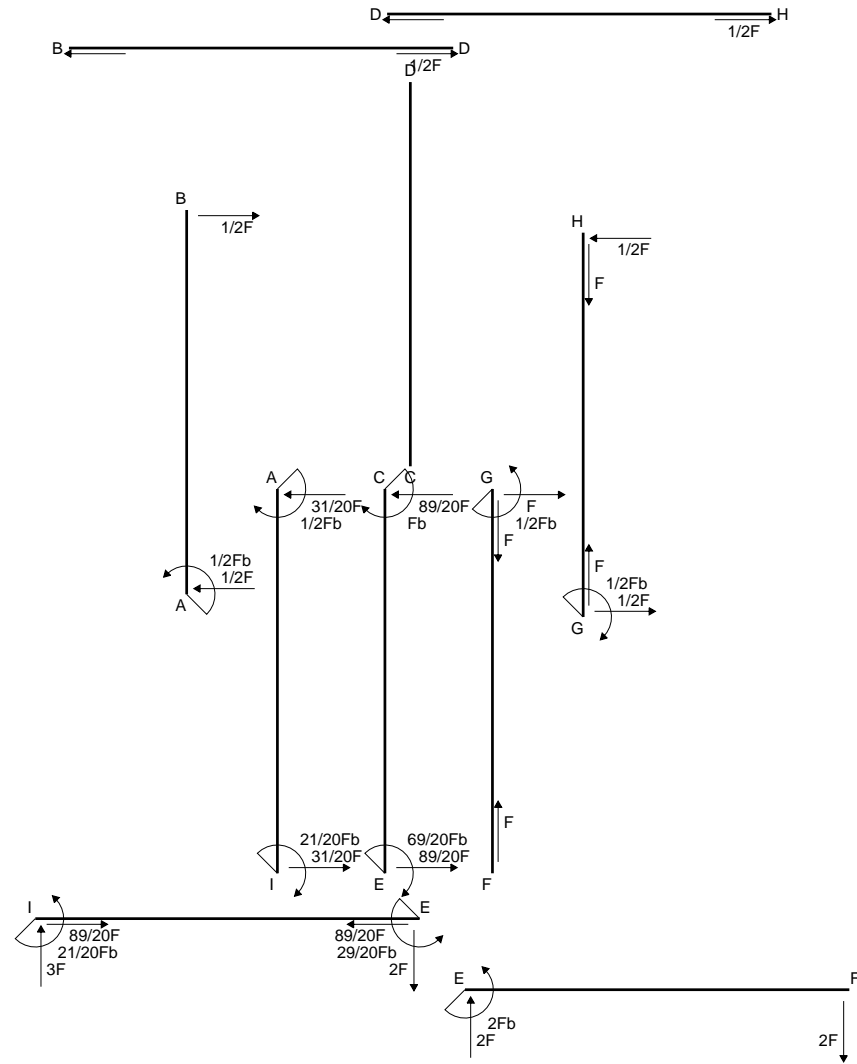 D
H
1/2F
B
D
1/2F
D
B
1/2F
H
1/2F
F
C
A
31/20F
1/2Fb
C
89/20F
Fb
G
F
1/2Fb
F
1/2Fb
1/2F
A
F
1/2Fb
1/2F
G
21/20Fb
31/20F
I
69/20Fb
89/20F
E
F
F
I
89/20F
21/20Fb
3F
E
89/20F
29/20Fb
2F
E
2Fb
2F
F
2F